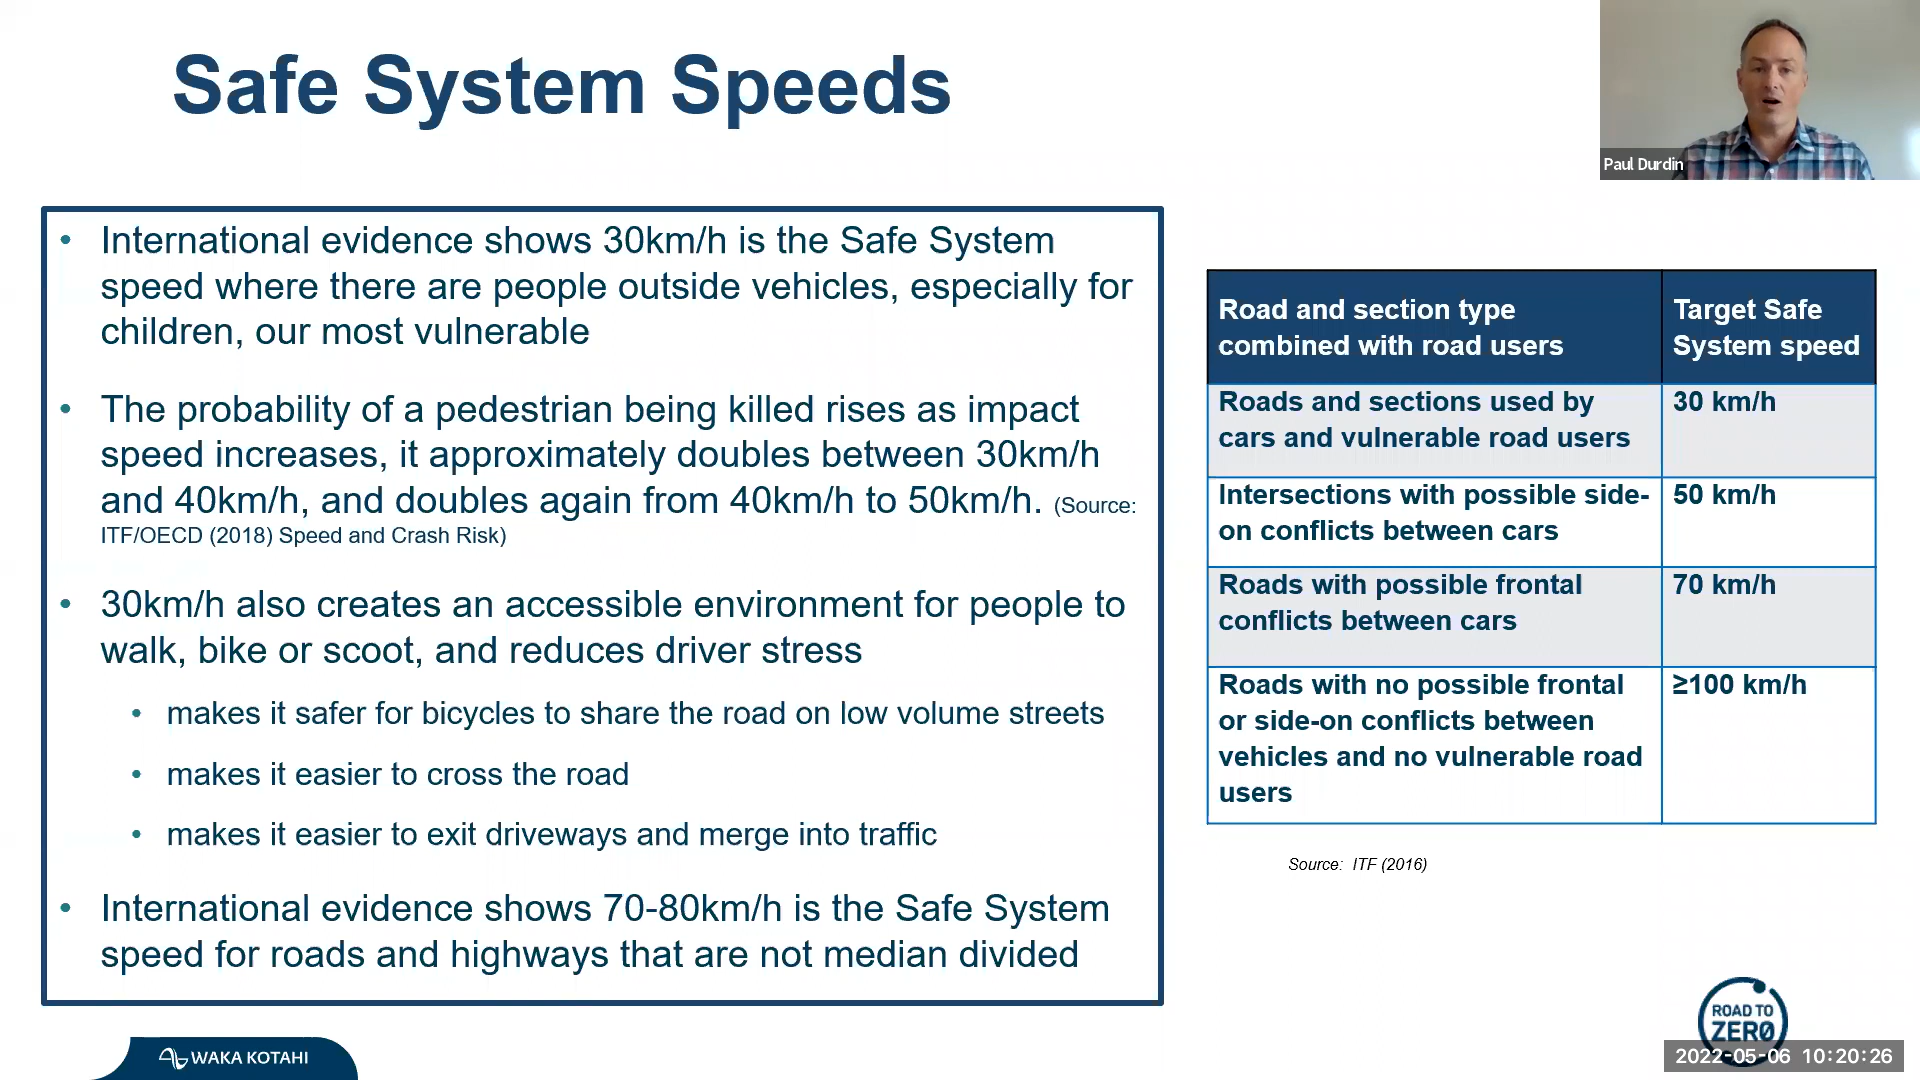 Safe System Speeds
Paul Durdin
• International evidence shows 30km/h is the Safe System
speed where there are people outside vehicles, especially for
children, our most vulnerable
• The probability of a pedestrian being killed rises as impact
speed increases, it approximately doubles between 30km/h
and 40km/h, and doubles again from 40km/h to 50km/h. (Source:
ITF/OECD (2018) Speed and Crash Risk)
• 30km/h also creates an accessible environment for people to
walk, bike or scoot, and reduces driver stress
• makes it safer for bicycles to share the road on low volume streets
• makes it easier to cross the road
• makes it easier to exit driveways and merge into traffic
• International evidence shows 70-80km/h is the Safe System
speed for roads and highways that are not median divided
Road and section type
combined with road users
Target Safe
System speed
Roads and sections used by
cars and vulnerable road users
30 km/h
Intersections with possible side-
on conflicts between cars
50 km/h
Roads with possible frontal
conflicts between cars
70 km/h
Roads with no possible frontal
or side-on conflicts between
vehicles and no vulnerable road
users
≥100 km/h
Source: ITF (2016)
WAKA KOTAHI
ROAD TO
ZERO
2022-05-06 10:20:26